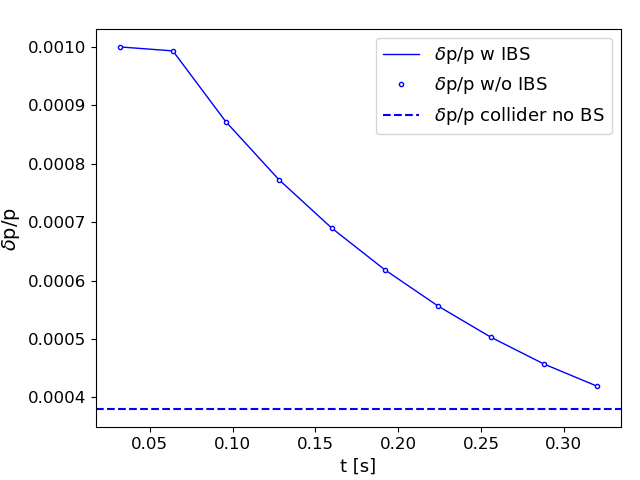 0.0010
0.0009
0.0008
0.0007
0.0006
0.0005
0.0004
δp/p
δp/p w IBS
δp/p w/o IBS
δp/p collider no BS
0.05 0.10 0.15 0.20 0.25 0.30
t [s]